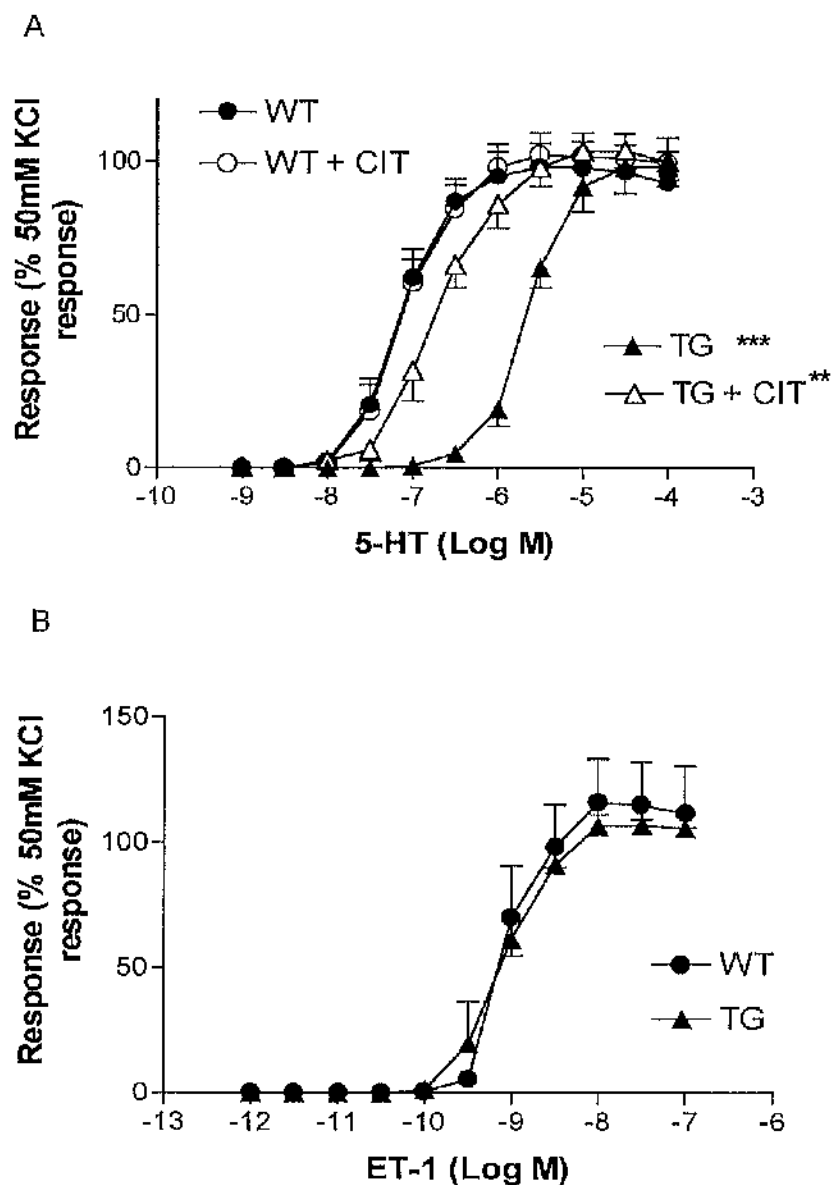 A
WT
WT + CIT
100
50
0
Response (% 50mM KCl
response)
TG ***
TG + CIT**
-10 -9 -8 -7 -6 -5 -4 -3
5-HT (Log M)
B
150
100
50
0
Response (% 50mM KCl
response)
WT
TG
-13 -12 -11 -10 -9 -8 -7 -6
ET-1 (Log M)